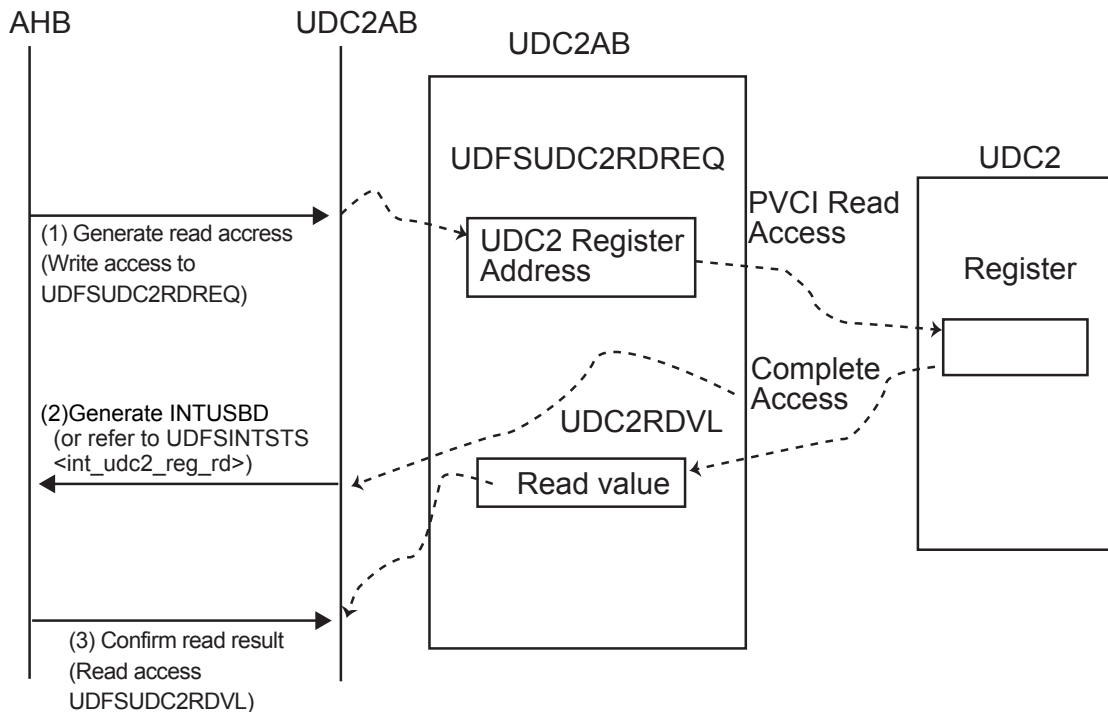 AHB
UDC2AB
UDC2AB
UDC2
UDFSUDC2RDREQ
UDC2 Register
Address
PVCI Read
Access
Register
(1) Generate read accress
(Write access to
UDFSUDC2RDREQ)
Complete
Access
(2)Generate INTUSBD
(or refer to UDFSINTSTS
<int_udc2_reg_rd>)
UDC2RDVL
Read value
(3) Confirm read result
(Read access
UDFSUDC2RDVL)